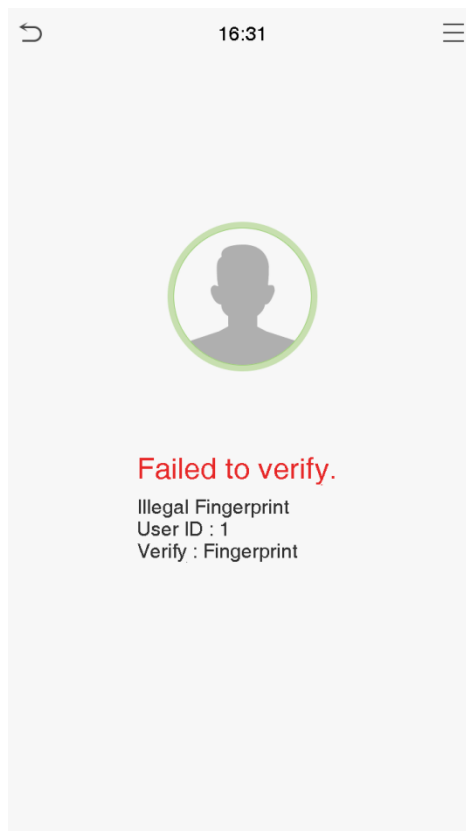 16:31
Failed to verify.
Illegal Fingerprint
User ID : 1
Verify : Fingerprint